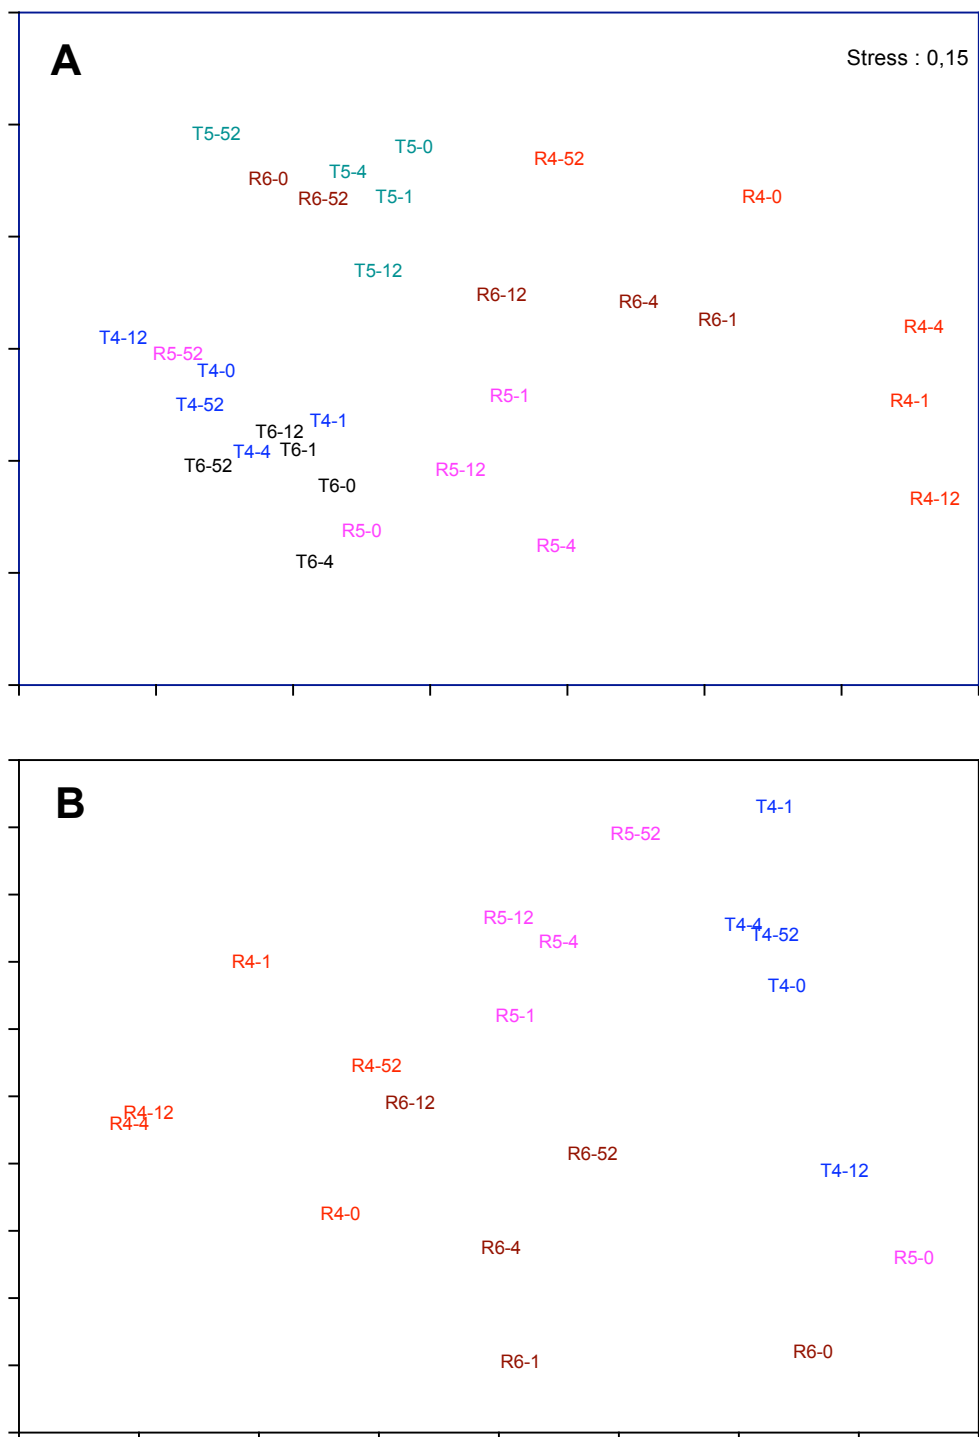 A
Stress : 0,15
T5-52
T5-0
R4-52
T5-4
R6-0
R6-52
T5-1
R4-0
T5-12
R6-12
R6-4
R6-1
R4-4
T4-12
R5-52
T4-0
R5-1
R4-1
T4-52
T4-1
T6-12
T6-1
T4-4
T6-52
R5-12
T6-0
R4-12
R5-0
R5-4
T6-4
B
T4-1
R5-52
R5-12
T4-4
T4-52
R5-4
R4-1
T4-0
R5-1
R4-52
R6-12
R4-12
R4-4
R6-52
T4-12
R4-0
R6-4
R5-0
R6-0
R6-1